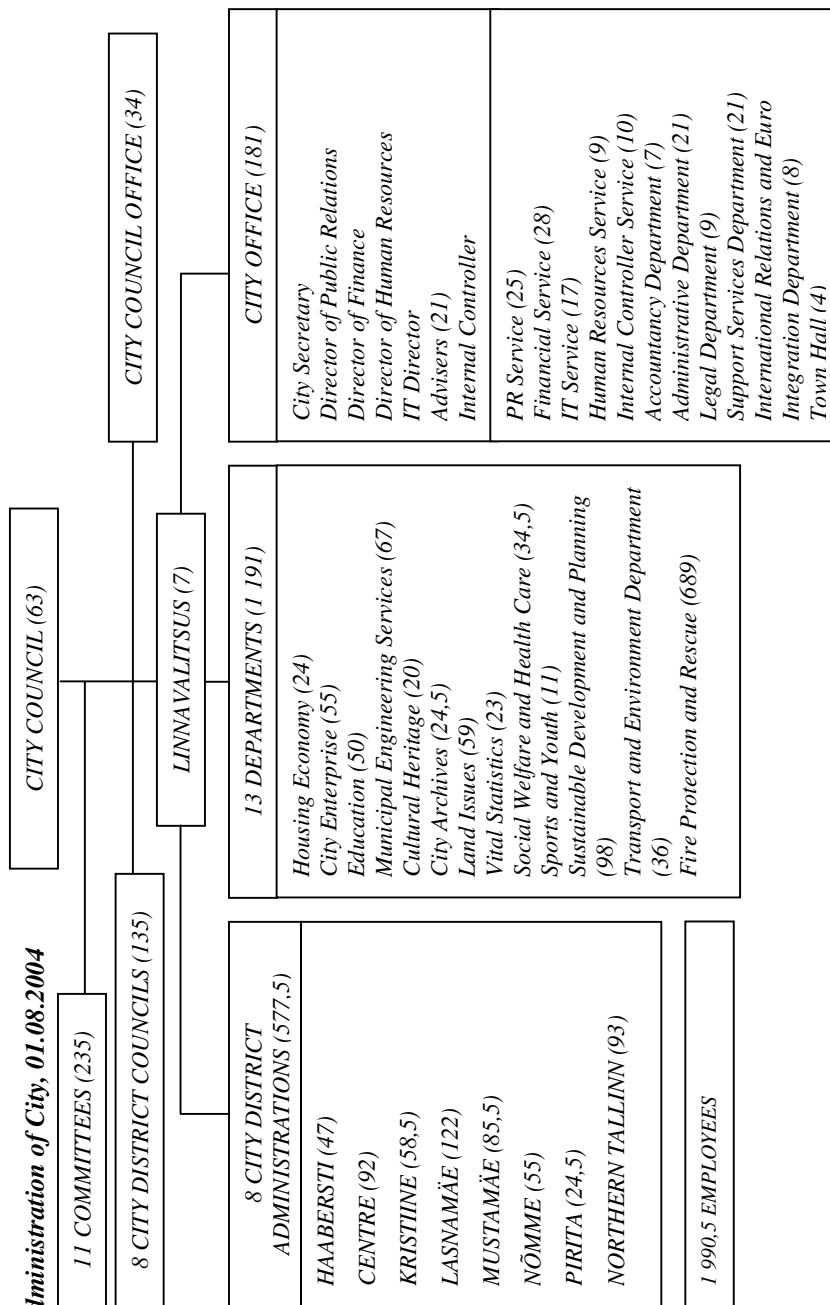 dministration of City, 01.08.2004
CITY COUNCIL (63)
11 COMMITTEES (235)
8 CITY DISTRICT COUNCILS (135)
CITY COUNCIL OFFICE (34)
LINNAVALITSUS (7)
8 CITY DISTRICT
ADMINISTRATIONS (577,5)
HAABERSTI (47)
CENTRE (92)
KRISTIINE (58,5)
LASNAMÄE (122)
MUSTAMÄE (85,5)
NÕMME (55)
PIRITA (24,5)
NORTHERN TALLINN (93)
1 990,5 EMPLOYEES
13 DEPARTMENTS (1 191)
Housing Economy (24)
City Enterprise (55)
Education (50)
Municipal Engineering Services (67)
Cultural Heritage (20)
City Archives (24,5)
Land Issues (59)
Vital Statistics (23)
Social Welfare and Health Care (34,5)
Sports and Youth (11)
Sustainable Development and Planning
(98)
Transport and Environment Department
(36)
Fire Protection and Rescue (689)
CITY OFFICE (181)
City Secretary
Director of Public Relations
Director of Finance
Director of Human Resources
IT Director
Advisers (21)
Internal Controller
PR Service (25)
Financial Service (28)
IT Service (17)
Human Resources Service (9)
Internal Controller Service (10)
Accountancy Department (7)
Administrative Department (21)
Legal Department (9)
Support Services Department (21)
International Relations and Euro
Integration Department (8)
Town Hall (4)